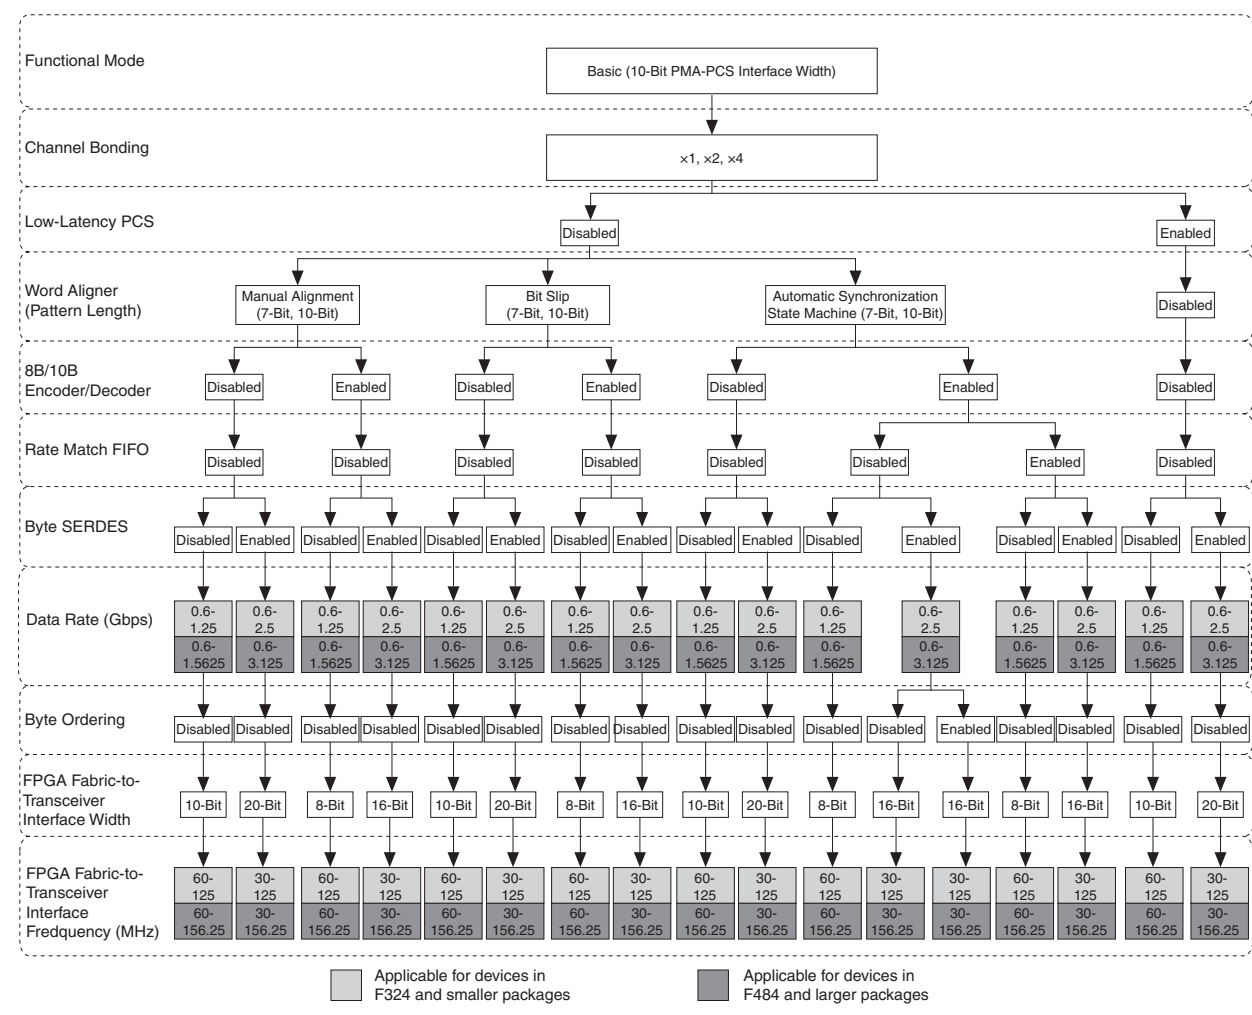 Functional Mode
Basic (10-Bit PMA-PCS Interface Width)
Channel Bonding
×1, ×2, ×4
Low-Latency PCS
Disabled Enabled
Word Aligner
(Pattern Length)
Manual Alignment
(7-Bit, 10-Bit)
Bit Slip
(7-Bit, 10-Bit)
Automatic Synchronization
State Machine (7-Bit, 10-Bit)
Disabled
8B/10B
Encoder/Decoder
Disabled Enabled Disabled Enabled Disabled Enabled Disabled
Rate Match FIFO
Disabled Disabled Disabled Disabled Disabled Disabled Enabled Disabled
Byte SERDES
Disabled Enabled Disabled Enabled Disabled Enabled Disabled Enabled Disabled Enabled Disabled Enabled Disabled Enabled Disabled Enabled
Data Rate (Gbps)
0.6- 0.6- 0.6- 0.6- 0.6- 0.6- 0.6- 0.6- 0.6- 0.6- 0.6- 0.6- 0.6- 0.6- 0.6- 0.6-
1.25 2.5 1.25 2.5 1.25 2.5 1.25 2.5 1.25 2.5 1.25 2.5 1.25 2.5 1.25 2.5
0.6- 0.6- 0.6- 0.6- 0.6- 0.6- 0.6- 0.6- 0.6- 0.6- 0.6- 0.6- 0.6- 0.6- 0.6- 0.6-
1.5625 3.125 1.5625 3.125 1.5625 3.125 1.5625 3.125 1.5625 3.125 1.5625 3.125 1.5625 3.125 1.5625 3.125
Byte Ordering
Disabled Disabled Disabled Disabled Disabled Disabled Disabled Disabled Disabled Disabled Disabled Disabled Enabled Disabled Disabled Disabled Disabled
FPGA Fabric-to-
Transceiver
Interface Width
10-Bit 20-Bit 8-Bit 16-Bit 10-Bit 20-Bit 8-Bit 16-Bit 10-Bit 20-Bit 8-Bit 16-Bit 16-Bit 8-Bit 16-Bit 10-Bit 20-Bit
FPGA Fabric-to-
Transceiver
Interface
Fredquency (MHz)
60- 30- 60- 30- 60- 30- 60- 30- 60- 30- 60- 30- 30- 60- 30- 60- 30-
125 125 125 125 125 125 125 125 125 125 125 125 125 125 125 125 125
60- 30- 60- 30- 60- 30- 60- 30- 60- 30- 60- 30- 30- 60- 30- 60- 30-
156.25 156.25 156.25 156.25 156.25 156.25 156.25 156.25 156.25 156.25 156.25 156.25 156.25 156.25 156.25 156.25 156.25
Applicable for devices in
F324 and smaller packages
Applicable for devices in
F484 and larger packages